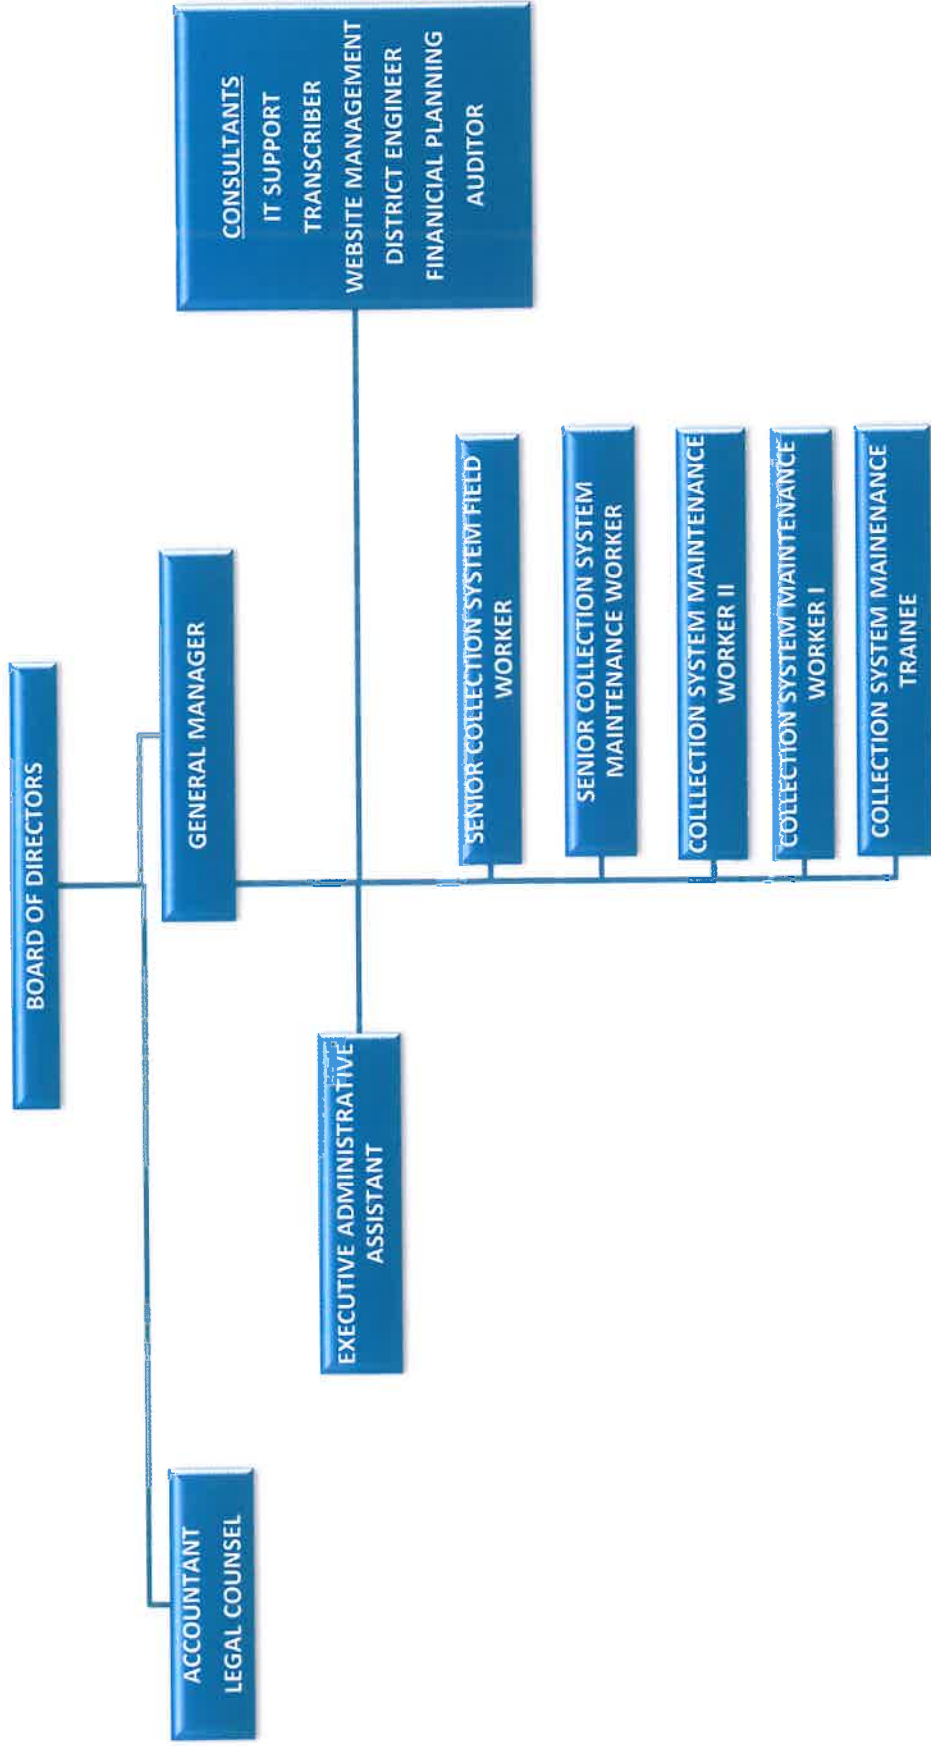 BOARD OF DIRECTORS
ACCOUNTANT
LEGAL COUNSEL
GENERAL MANAGER
EXECUTIVE ADMINISTRATIVE
ASSISTANT
CONSULTANTS
IT SUPPORT
TRANSCRIBER
WEBSITE MANAGEMENT
DISTRICT ENGINEER
FINANICIAL PLANNING
AUDITOR
SENIOR COLLECTION SYSTEM FIELD
WORKER
SENIOR COLLECTION SYSTEM
MAINTENANCE WORKER
COLLLECTION SYSTEM MAINTENANCE
WORKER II
COLLECTION SYSTEM MAINTENANCE
WORKER I
COLLECTION SYSTEM MAINENANCE
TRAINEE